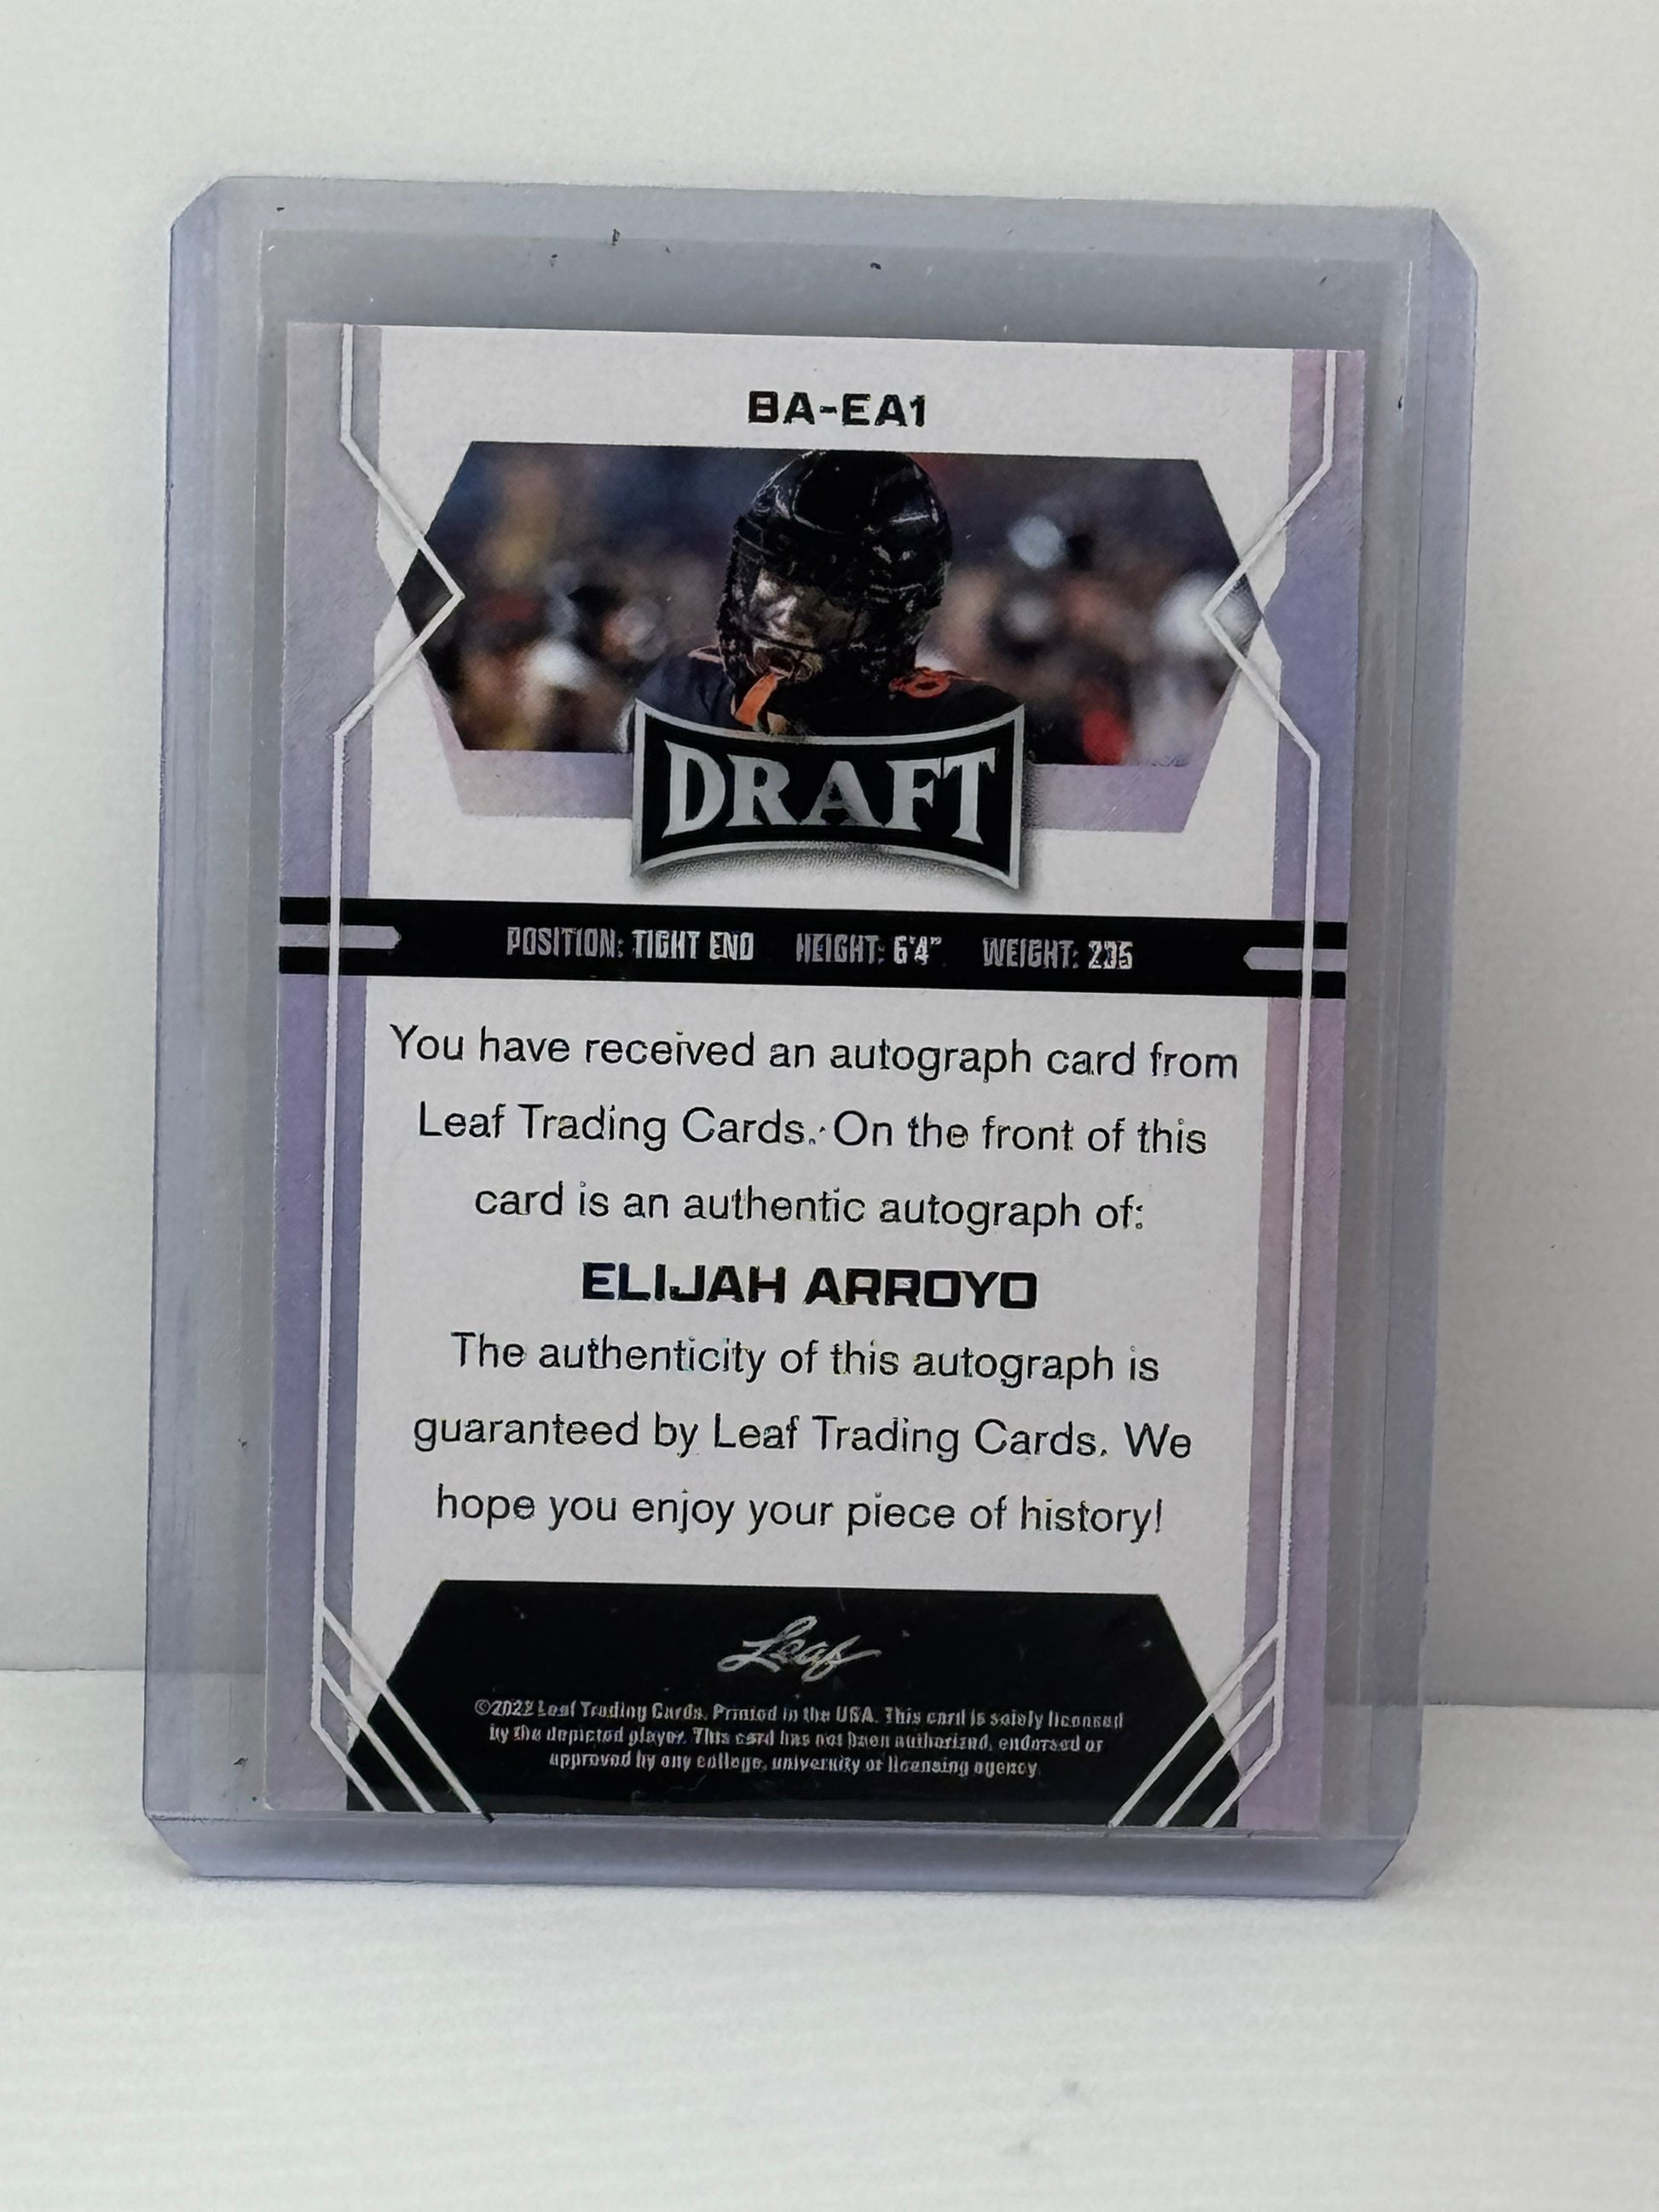 BA-EA1
DRAFT
POSITION: TIGHT END HEIGHT: 6'4" WEIGHT: 235
You have received an autograph card from
Leaf Trading Cards. On the front of this
card is an authentic autograph of:
ELIJAH ARROYO
The authenticity of this autograph is
guaranteed by Leaf Trading Cards. We
hope you enjoy your piece of history!
Leaf
©2022 Leaf Trading Cards. Printed in the USA. This card is solely licensed
by the depicted player. This card has not been authorized, endorsed or
approved by any college, university or licensing agency